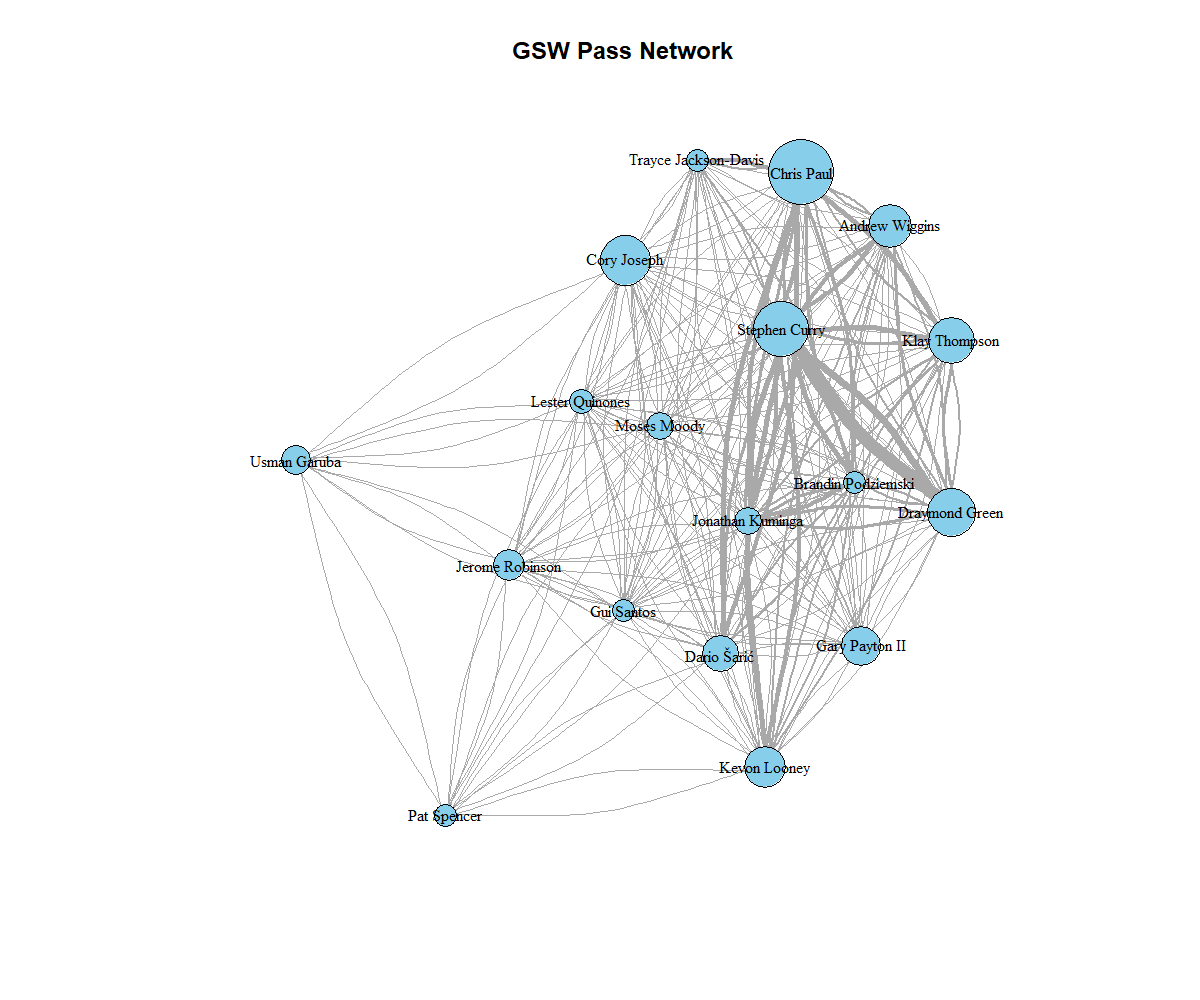 GSW Pass Network
Trayce Jackson-Davis
Chris Paul
Andrew Wiggins
Cory Joseph
Stephen Curry
Klay Thompson
Lester Quinones
Moses Moody
Usman Garuba
Brandin Podziemski
Draymond Green
Jonathan Kuminga
Jerome Robinson
Gui Santos
Gary Payton II
Dario Šarić
Kevon Looney
Pat Spencer